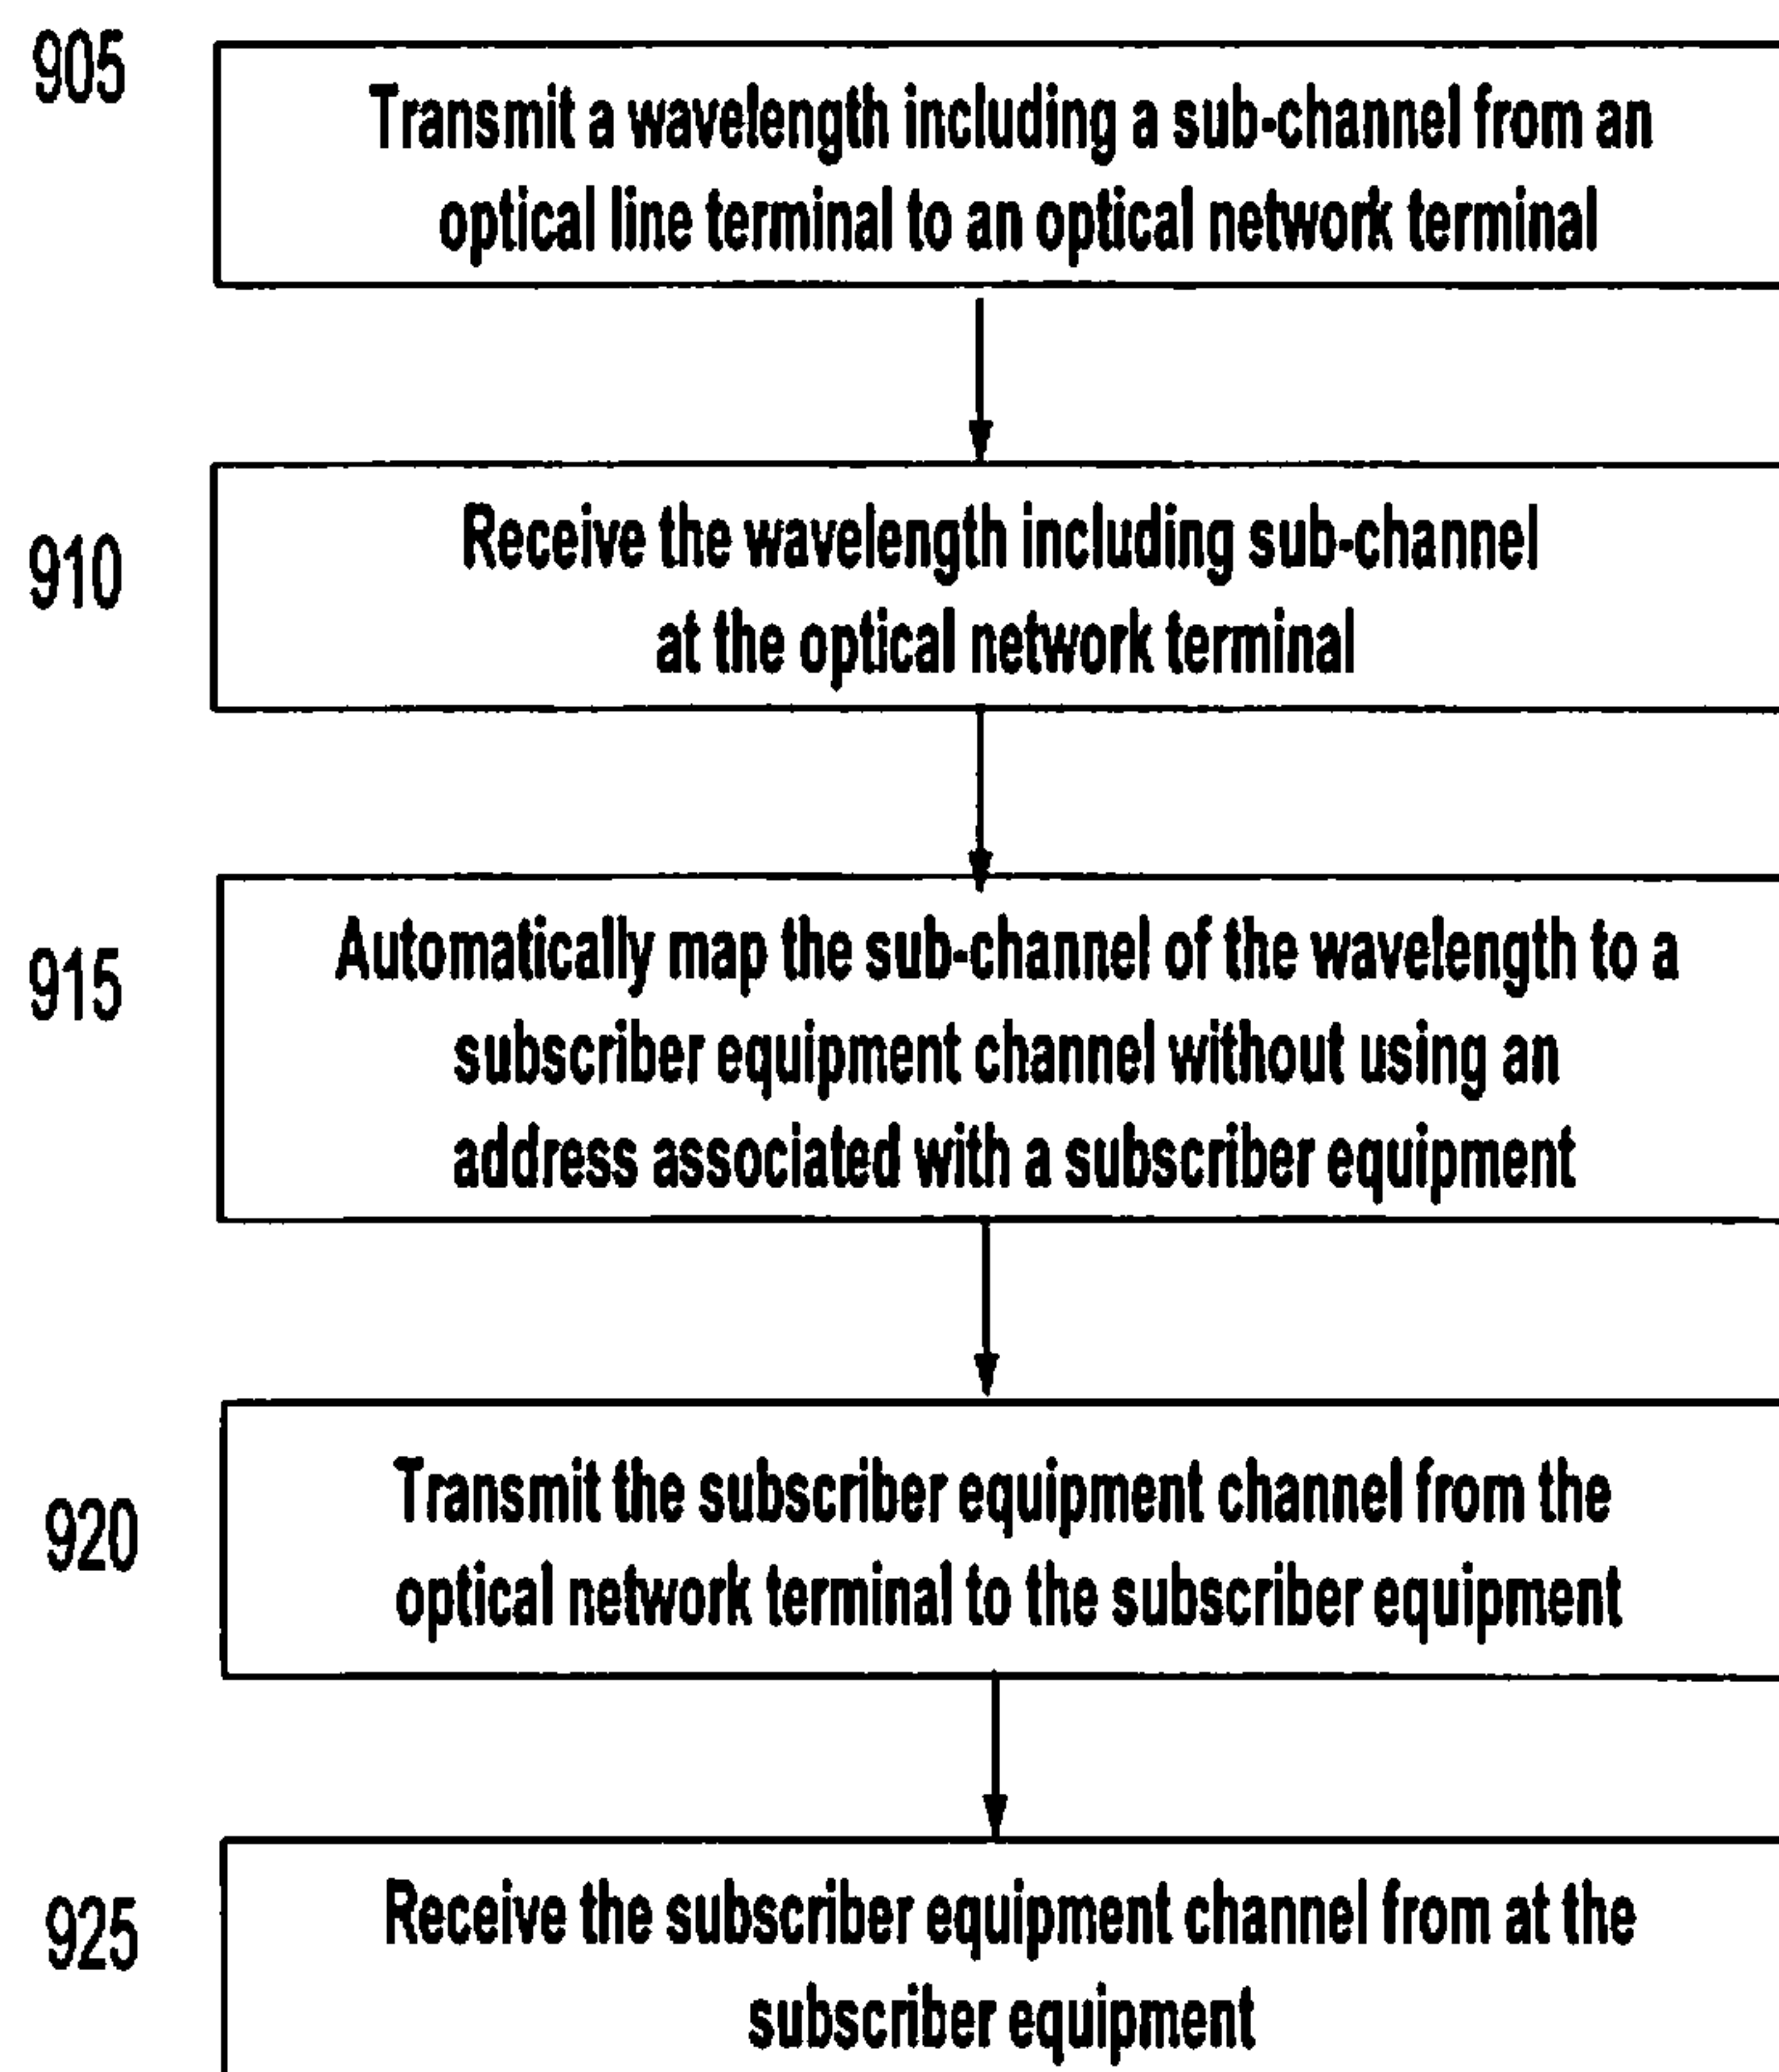 905
Transmit a wavelength including a sub-channel from an
optical line terminal to an optical network terminal
910
Receive the wavelength including sub-channel
at the optical network terminal
915
Automatically map the sub-channel of the wavelength to a
subscriber equipment channel without using an
address associated with a subscriber equipment
920
Transmit the subscriber equipment channel from the
optical network terminal to the subscriber equipment
925
Receive the subscriber equipment channel from at the
subscriber equipment